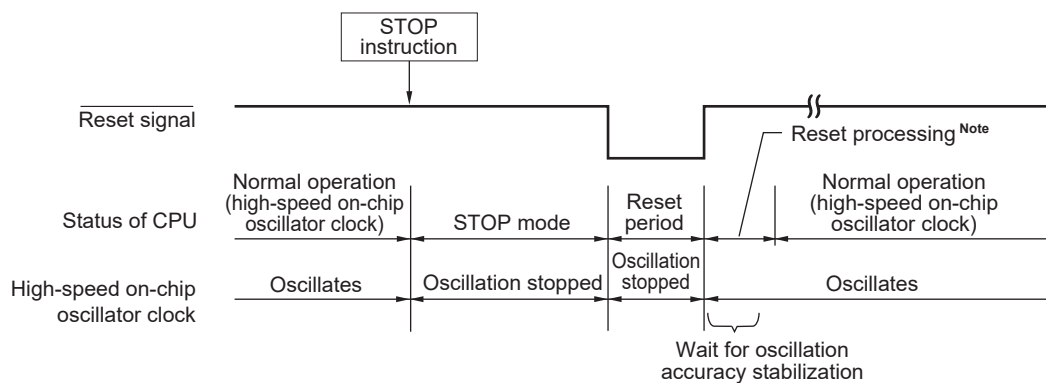 STOP
instruction
Reset signal
Reset processing Note
Status of CPU
Normal operation
(high-speed on-chip
oscillator clock)
STOP mode
Reset
period
Normal operation
(high-speed on-chip
oscillator clock)
High-speed on-chip
oscillator clock
Oscillates
Oscillation stopped
Oscillation
stopped
Oscillates
Wait for oscillation
accuracy stabilization